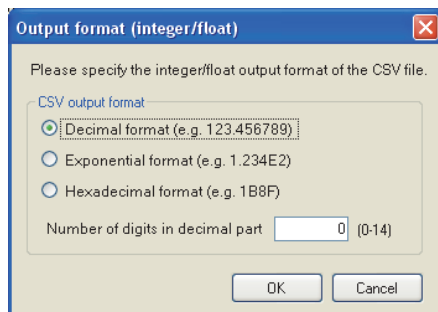 Output format (integer/float)
Please specify the integer/float output format of the CSV file.
CSV output format
Decimal format (e.g. 123.456789)
Exponential format (e.g. 1.234E2)
Hexadecimal format (e.g. 1B8F)
Number of digits in decimal part 0 (0-14)
OK Cancel